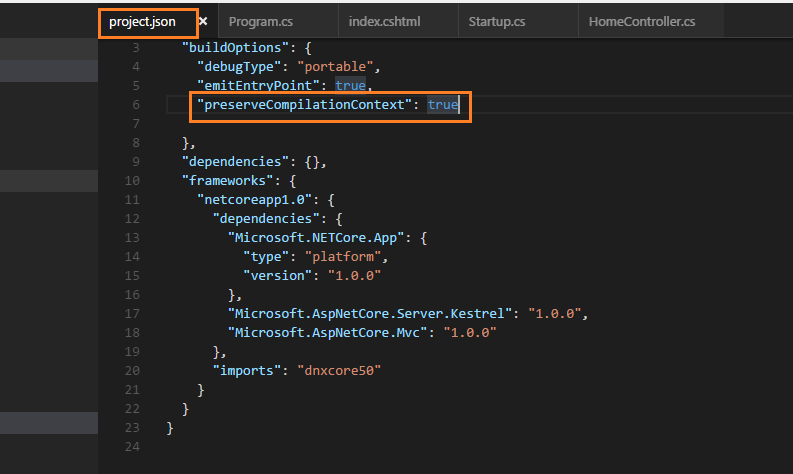 project.json × Program.cs index.cshtml Startup.cs HomeController.cs
3 "buildOptions": {
4 "debugType": "portable",
5 "emitEntryPoint": true,
6 "preserveCompilationContext": true
7
8 },
9 "dependencies": {},
10 "frameworks": {
11 "netcoreapp1.0": {
12 "dependencies": {
13 "Microsoft.NETCore.App": {
14 "type": "platform",
15 "version": "1.0.0"
16 },
17 "Microsoft.AspNetCore.Server.Kestrel": "1.0.0",
18 "Microsoft.AspNetCore.Mvc": "1.0.0"
19 },
20 "imports": "dnxcore50"
21 }
22 }
23 }
24